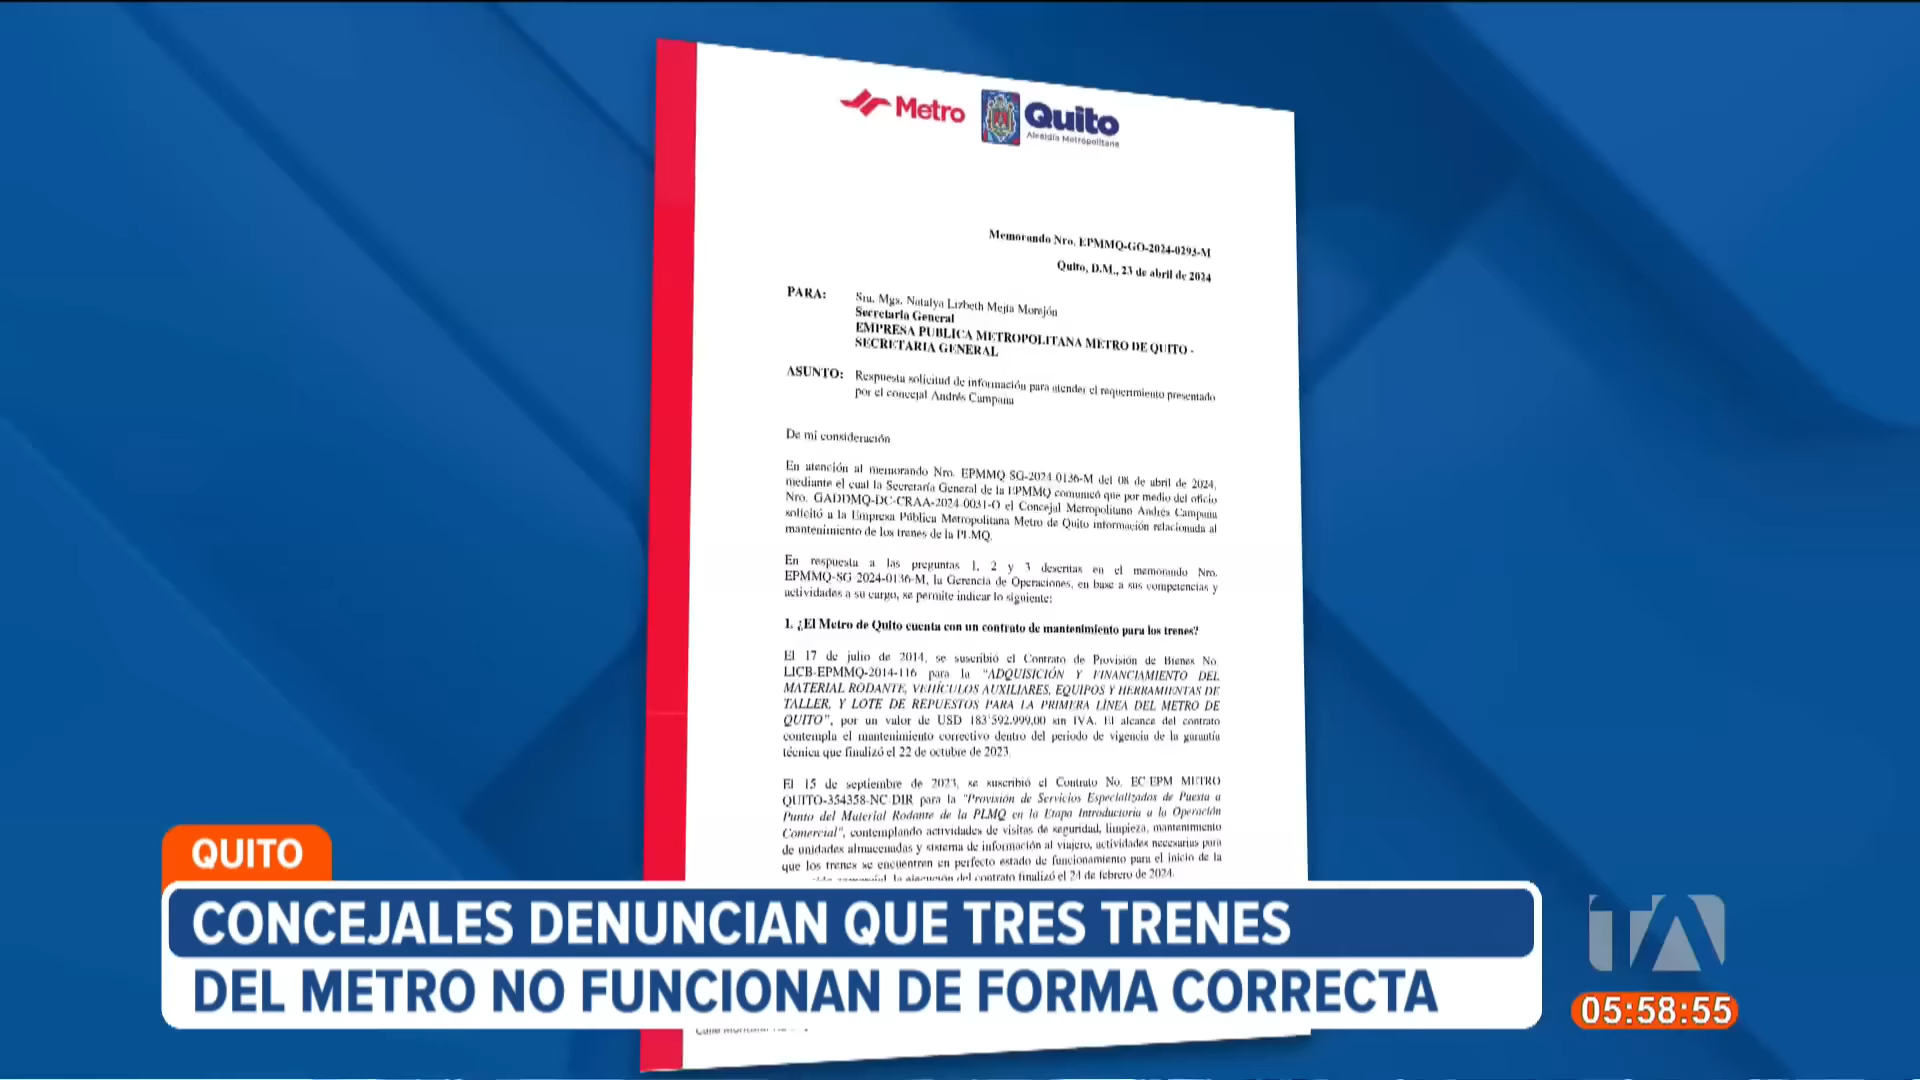 Metro
Quito
Alcaldía Metropolitana
Memorando Nro. EPMMQ-GO-2024-0293-M
Quito, D.M., 23 de abril de 2024
PARA: Sra. Mgs. Natalya Lizbeth Mejía Morejón
Secretaria General
EMPRESA PÚBLICA METROPOLITANA METRO DE QUITO -
SECRETARIA GENERAL
ASUNTO: Respuesta solicitud de información para atender el requerimiento presentado
por el concejal Andrés Campaña
De mi consideración
En atención al memorando Nro. EPMMQ-SG-2024-0136-M del 08 de abril de 2024,
mediante el cual la Secretaría General de la EPMMQ comunicó que por medio del oficio
Nro. GADDMQ-DC-CRAA-2024-0031-O el Concejal Metropolitano Andrés Campaña
solicitó a la Empresa Pública Metropolitana Metro de Quito información relacionada al
mantenimiento de los trenes de la PLMQ.
En respuesta a las preguntas 1, 2 y 3 descritas en el memorando Nro.
EPMMQ-SG-2024-0136-M, la Gerencia de Operaciones, en base a sus competencias y
actividades a su cargo, se permite indicar lo siguiente:
1. ¿El Metro de Quito cuenta con un contrato de mantenimiento para los trenes?
El 17 de julio de 2014, se suscribió el Contrato de Provisión de Bienes No.
LICB-EPMMQ-2014-116 para la "ADQUISICIÓN Y FINANCIAMIENTO DEL
MATERIAL RODANTE, VEHÍCULOS AUXILIARES, EQUIPOS Y HERRAMIENTAS DE
TALLER, Y LOTE DE REPUESTOS PARA LA PRIMERA LÍNEA DEL METRO DE
QUITO", por un valor de USD 183'592.999,00 sin IVA. El alcance del contrato
contempla el mantenimiento correctivo dentro del periodo de vigencia de la garantía
técnica que finalizó el 22 de octubre de 2023.
El 15 de septiembre de 2023, se suscribió el Contrato No. EC EPM METRO
QUITO-354358-NC-DIR para la "Provisión de Servicios Especializados de Puesta a
Punto del Material Rodante de la PLMQ en la Etapa Introductoria a la Operación
Comercial", contemplando actividades de visitas de seguridad, limpieza, mantenimiento
de unidades almacenadas y sistema de información al viajero, actividades necesarias para
que los trenes se encuentren en perfecto estado de funcionamiento para el inicio de la
la ejecución del contrato finalizó el 24 de febrero de 2024.
QUITO
CONCEJALES DENUNCIAN QUE TRES TRENES
DEL METRO NO FUNCIONAN DE FORMA CORRECTA
TA
05:58:55